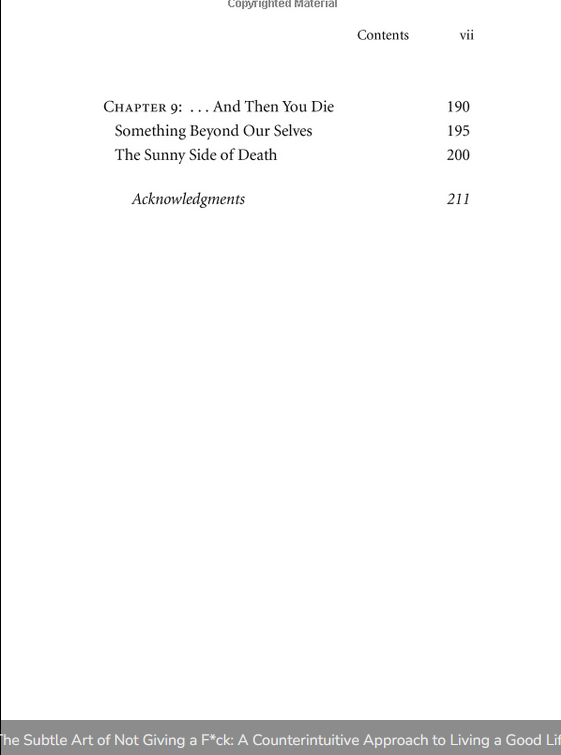 Copyrighted Material
Contents vii
CHAPTER 9: ... And Then You Die 190
Something Beyond Our Selves 195
The Sunny Side of Death 200
Acknowledgments 211
The Subtle Art of Not Giving a F*ck: A Counterintuitive Approach to Living a Good Lif